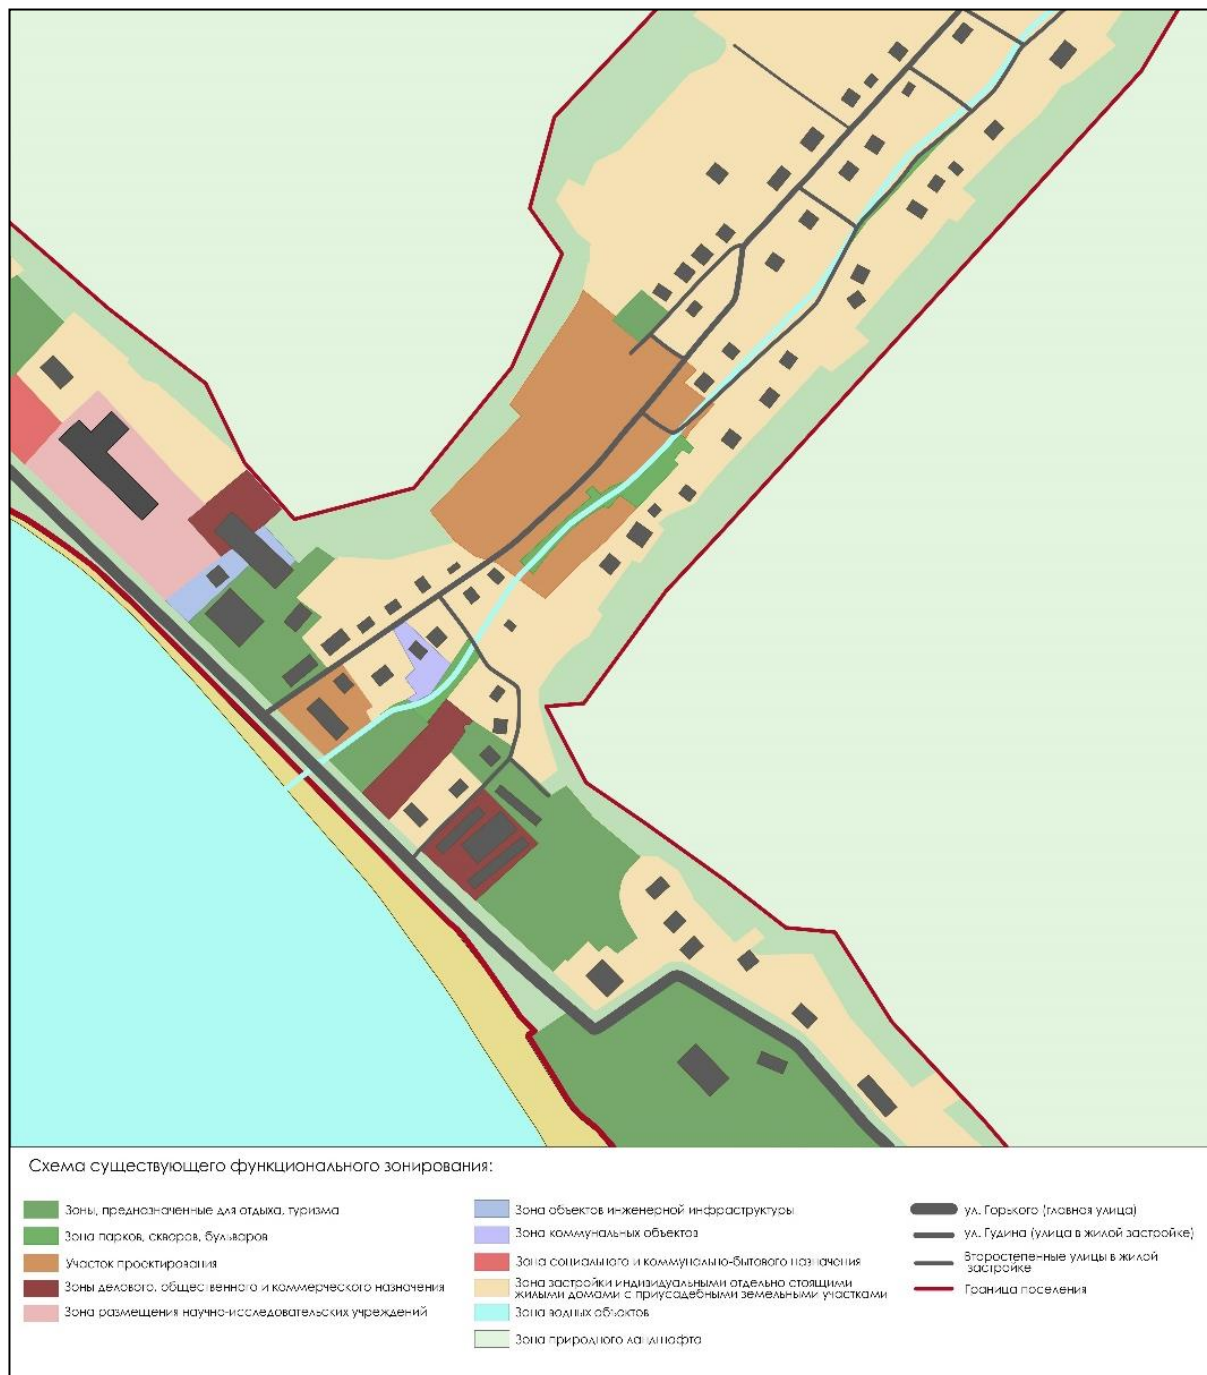 Схема существующего функционального зонирования:
Зоны, предназначенные для отдыха, туризма
Зона парков, скверов, бульваров
Участок проектирования
Зоны делового, общественного и коммерческого назначения
Зона размещения научно-исследовательских учреждений
Зона объектов инженерной инфраструктуры
Зона коммунальных объектов
Зона социального и коммунально-бытового назначения
Зона застройки индивидуальными отдельно стоящими
жилыми домами с приусадебными земельными участками
Зона водных объектов
Зона природного ландшафта
ул. Горького (главная улица)
ул. Гудина (улица в жилой застройке)
Второстепенные улицы в жилой
застройке
Граница поселения